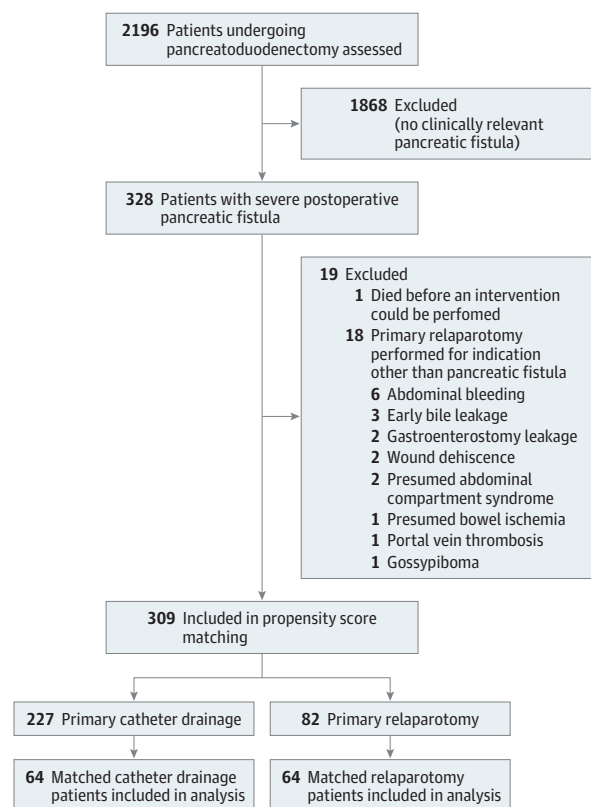 2196 Patients undergoing
pancreatoduodenectomy assessed
1868 Excluded
(no clinically relevant
pancreatic fistula)
328 Patients with severe postoperative
pancreatic fistula
19 Excluded
1 Died before an intervention
could be perfomed
18 Primary relaparotomy
performed for indication
other than pancreatic fistula
6 Abdominal bleeding
3 Early bile leakage
2 Gastroenterostomy leakage
2 Wound dehiscence
2 Presumed abdominal
compartment syndrome
1 Presumed bowel ischemia
1 Portal vein thrombosis
1 Gossypiboma
309 Included in propensity score
matching
227 Primary catheter drainage
82 Primary relaparotomy
64 Matched catheter drainage
patients included in analysis
64 Matched relaparotomy
patients included in analysis